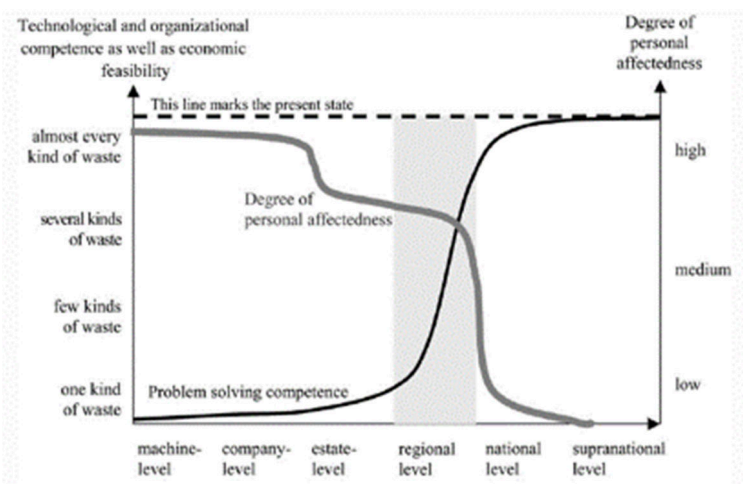 Technological and organizational
competence as well as economic
feasibility
Degree of
personal
affectedness
This line marks the present state
almost every
kind of waste
high
Degree of
personal affectedness
several kinds
of waste
medium
few kinds
of waste
one kind
of waste
Problem solving competence
low
machine-
level
company-
level
estate-
level
regional
level
national
level
supranational
level